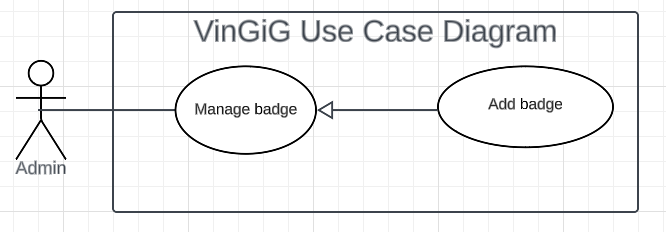 VinGiG Use Case Diagram
Manage badge
Add badge
Admin